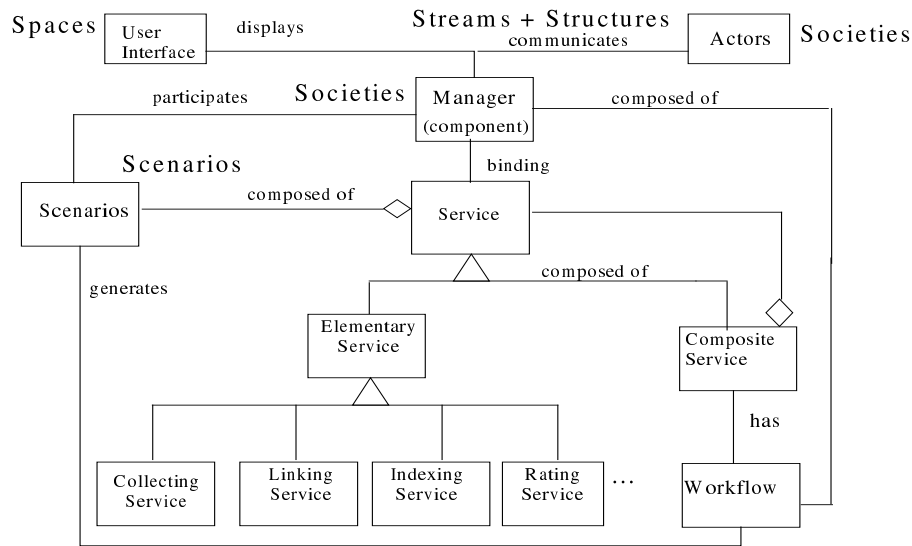 Spaces
User
Interface
displays
Streams + Structures
communicates
Actors
Societies
participates
Societies
Manager
(component)
composed of
Scenarios
binding
Scenarios
composed of
Service
generates
composed of
Elementary
Service
Composite
Service
has
Collecting
Service
Linking
Service
Indexing
Service
Rating
Service
...
Workflow